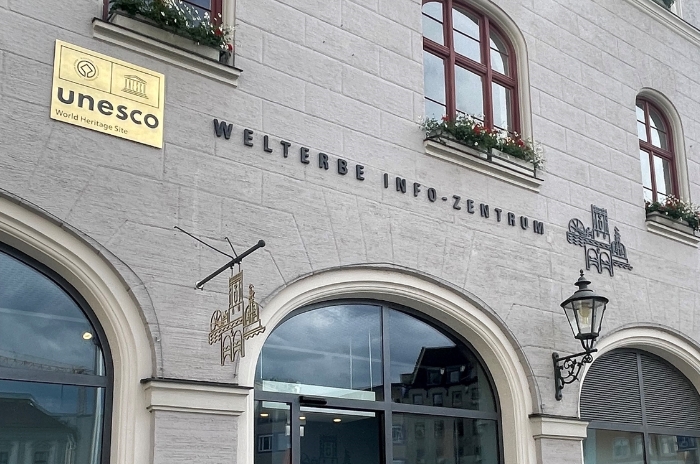 unesco
World Heritage Site
WELTERBE INFO-ZENTRUM